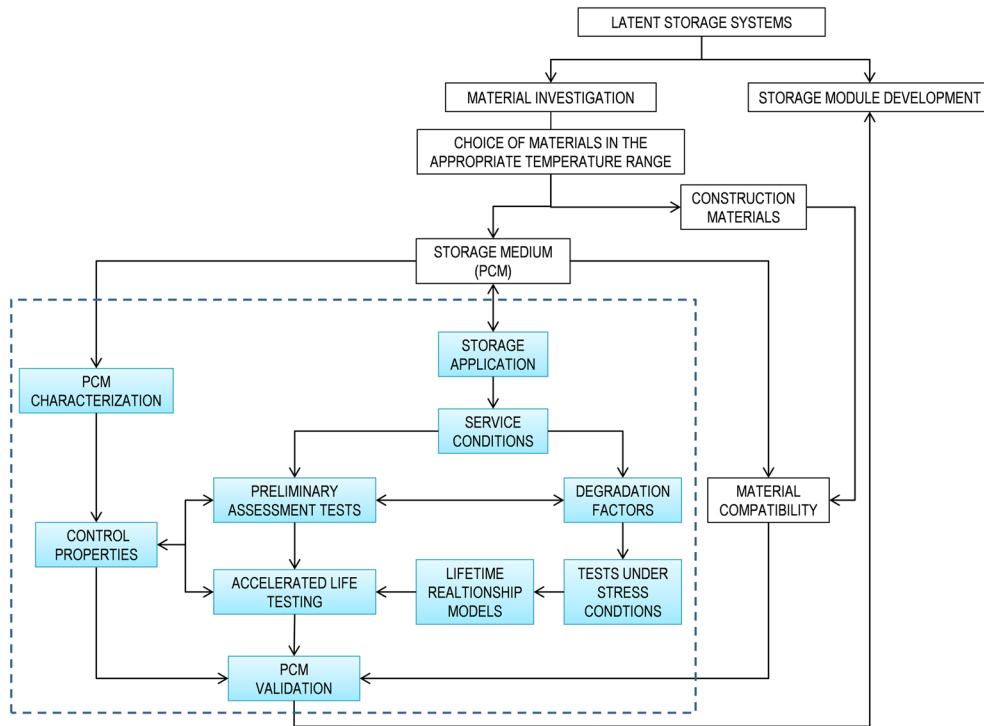 LATENT STORAGE SYSTEMS
MATERIAL INVESTIGATION
STORAGE MODULE DEVELOPMENT
CHOICE OF MATERIALS IN THE
APPROPRIATE TEMPERATURE RANGE
CONSTRUCTION
MATERIALS
STORAGE MEDIUM
(PCM)
STORAGE
APPLICATION
PCM
CHARACTERIZATION
SERVICE
CONDITIONS
PRELIMINARY
ASSESSMENT TESTS
DEGRADATION
FACTORS
MATERIAL
COMPATIBILITY
CONTROL
PROPERTIES
ACCELERATED LIFE
TESTING
LIFETIME
REALTIONSHIP
MODELS
TESTS UNDER
STRESS
CONDTIONS
PCM
VALIDATION